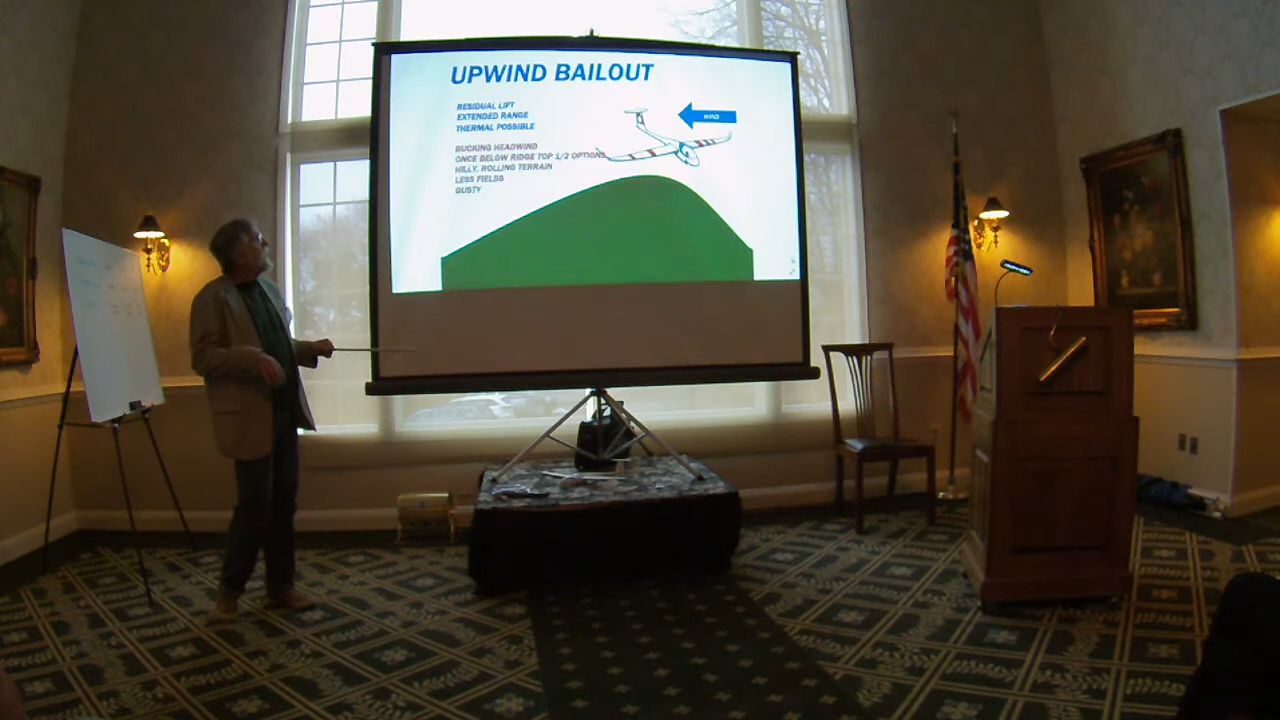 UPWIND BAILOUT
RESIDUAL LIFT
EXTENDED RANGE
THERMAL POSSIBLE
WIND
BUCKING HEADWIND
ONCE BELOW RIDGE TOP 1/2 OPTIONS
HILLY, ROLLING TERRAIN
LESS FIELDS
GUSTY